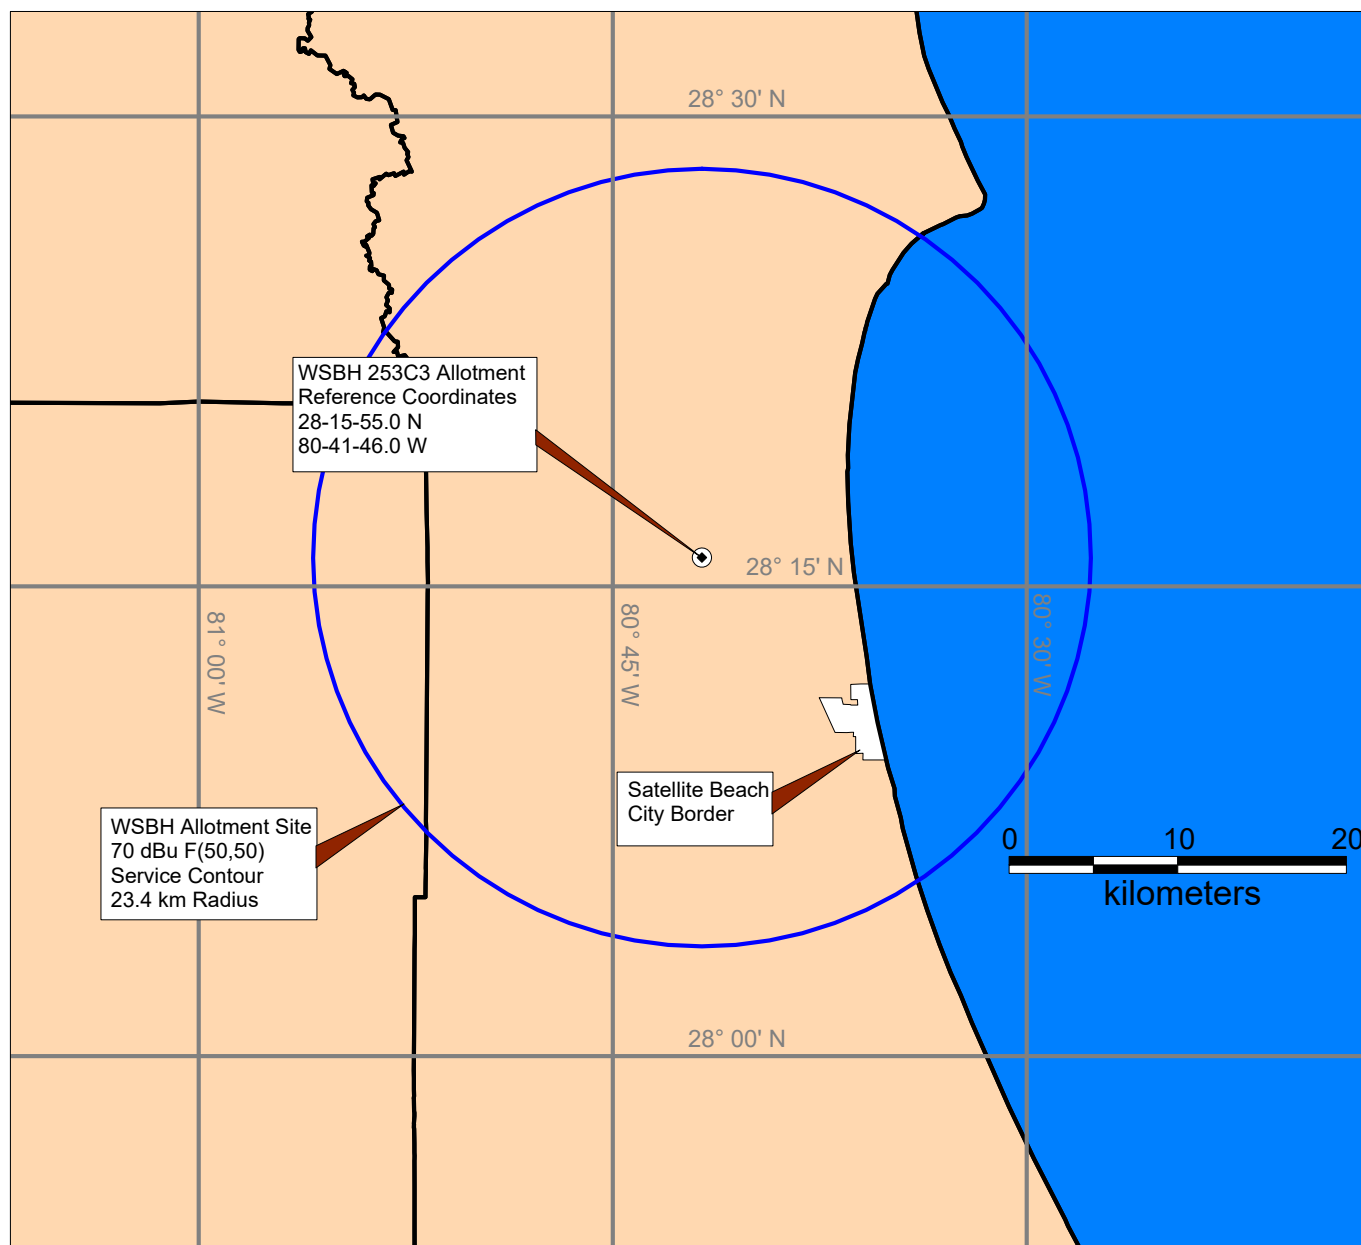 28° 30' N
WSBH 253C3 Allotment
Reference Coordinates
28-15-55.0 N
80-41-46.0 W
28° 15' N
81° 00' W
80° 45' W
80° 30' W
Satellite Beach
City Border
WSBH Allotment Site
70 dBu F(50,50)
Service Contour
23.4 km Radius
0 10 20
kilometers
28° 00' N